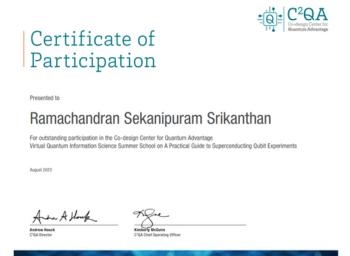 C²QA
Co-design Center for
Quantum Advantage
Certificate of
Participation
Presented to
Ramachandran Sekanipuram Srikanthan
For outstanding participation in the Co-design Center for Quantum Advantage
Virtual Quantum Information Science Summer School on A Practical Guide to Superconducting Qubit Experiments
August 2023
Andrew Houck
Kimberly McGuire
C²QA Director
C²QA Chief Operating Officer